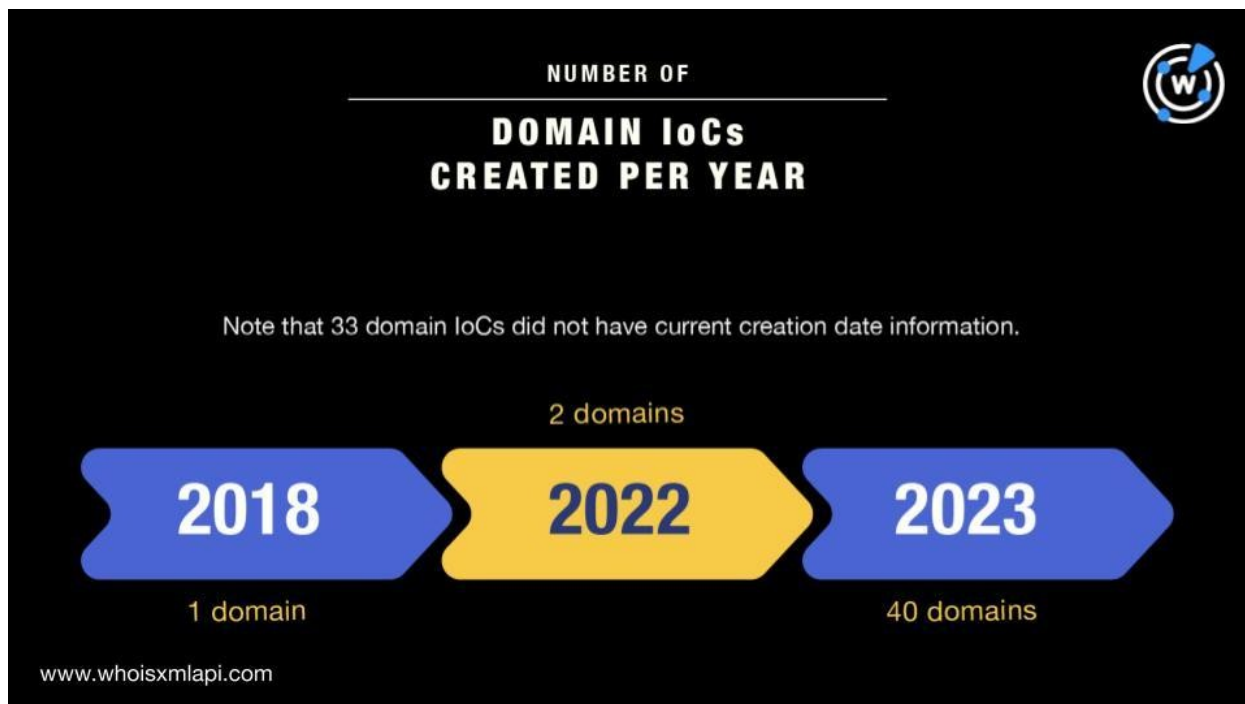 NUMBER OF
DOMAIN IoCs
CREATED PER YEAR
W
Note that 33 domain IoCs did not have current creation date information.
2 domains
2018
2022
2023
1 domain
40 domains
www.whoisxmlapi.com